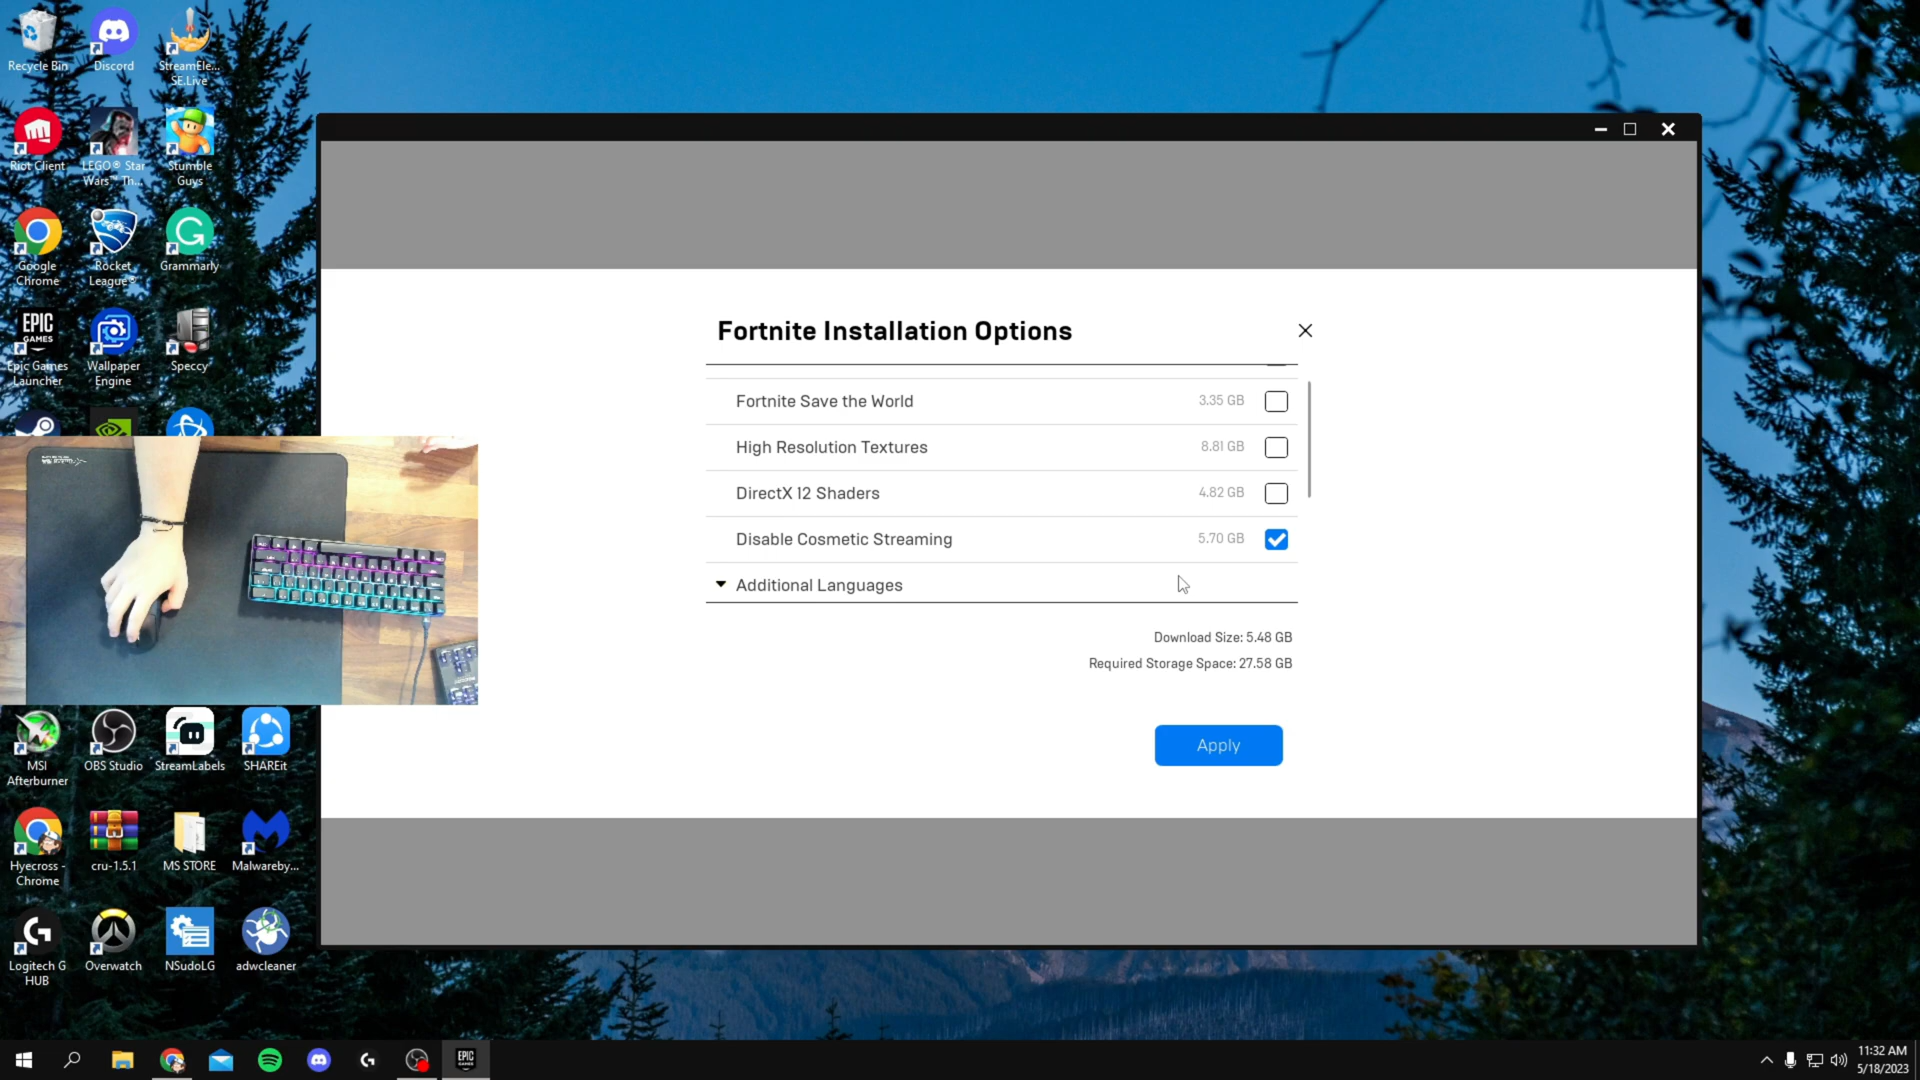 Recycle Bin
Discord
StreamEle...
SE.Live
Riot Client
LEGO® Star
Wars™ Th...
Stumble
Guys
Google
Chrome
Rocket
League®
Grammarly
EPIC
GAMES
Epic Games
Launcher
Wallpaper
Engine
Speccy
MSI
Afterburner
OBS Studio
StreamLabels
SHAREit
Hyecross -
Chrome
cru-1.5.1
MS STORE
Malwareby...
Logitech G
HUB
Overwatch
NSudoLG
adwcleaner
Fortnite Installation Options
Fortnite Save the World
3.35 GB
High Resolution Textures
8.81 GB
DirectX 12 Shaders
4.82 GB
Disable Cosmetic Streaming
5.70 GB
Additional Languages
Download Size: 5.48 GB
Required Storage Space: 27.58 GB
Apply
EPIC
GAMES
11:32 AM
5/18/2023